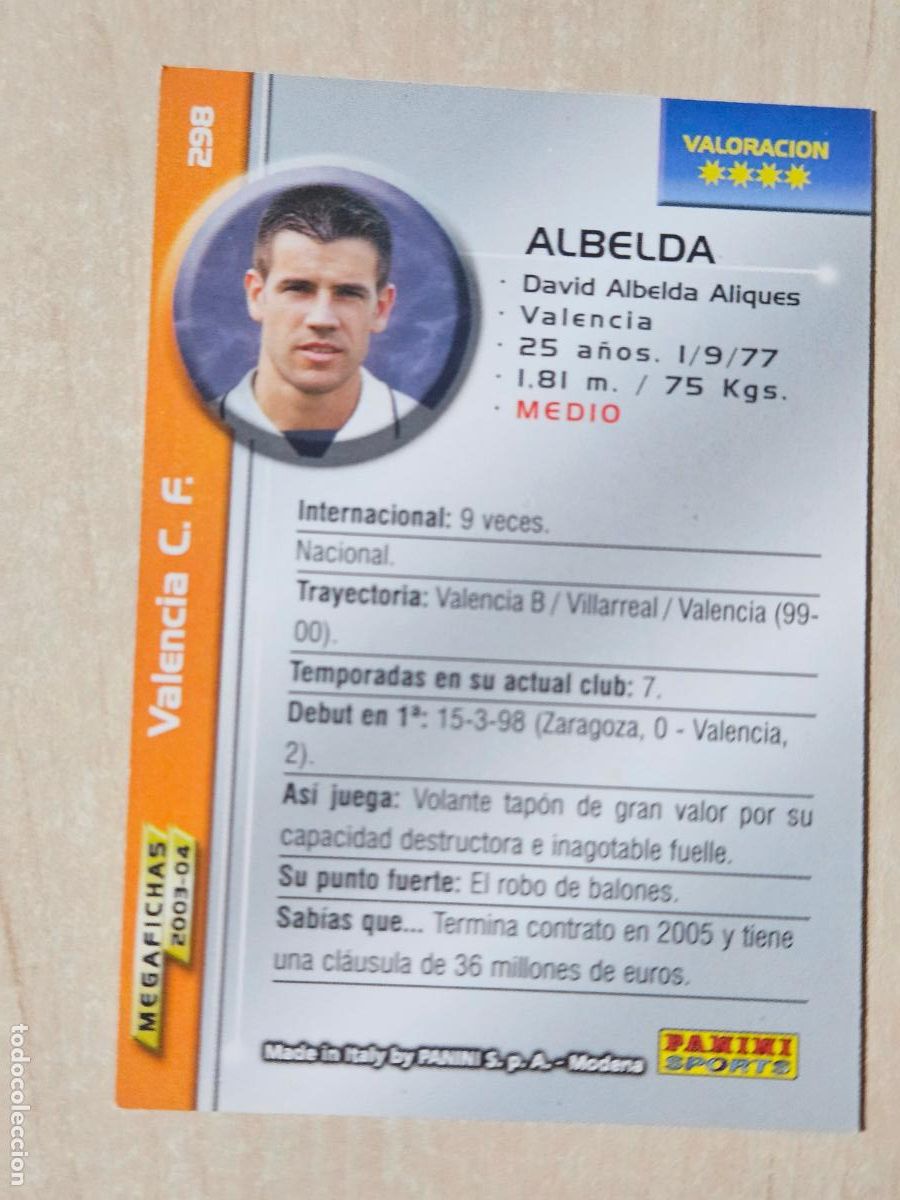 298
VALORACION
ALBELDA
· David Albelda Aliques
· Valencia
· 25 años. 1/9/77
· 1.81 m. / 75 Kgs.
· MEDIO
Internacional: 9 veces.
Nacional.
Trayectoria: Valencia B / Villarreal / Valencia (99-
00).
Temporadas en su actual club: 7.
Debut en 1ª: 15-3-98 (Zaragoza, 0 - Valencia,
2).
Así juega: Volante tapón de gran valor por su
capacidad destructora e inagotable fuelle.
Su punto fuerte: El robo de balones.
Sabías que... Termina contrato en 2005 y tiene
una cláusula de 36 millones de euros.
Valencia C. F.
MEGAFICHAS
2003-04
Made in Italy by PANINI S. p. A. - Modena
PANINI
SPORTS
todocoleccion